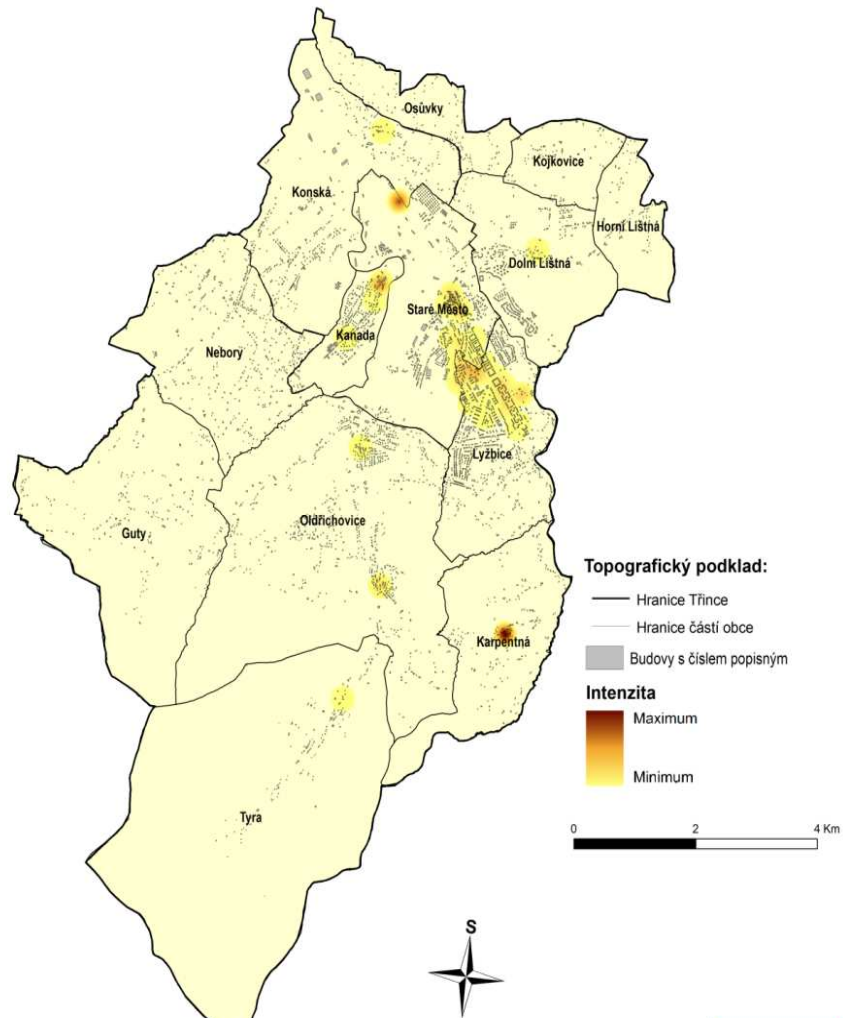 Osůvky
Kojkovice
Konská
Horní Lištná
Dolní Lištná
Staré Město
Kanada
Nebory
Lyžbice
Oldřichovice
Guty
Karpentná
Tyra
Topografický podklad:
Hranice Třince
Hranice částí obce
Budovy s číslem popisným
Intenzita
Maximum
Minimum
0 2 4 Km
S